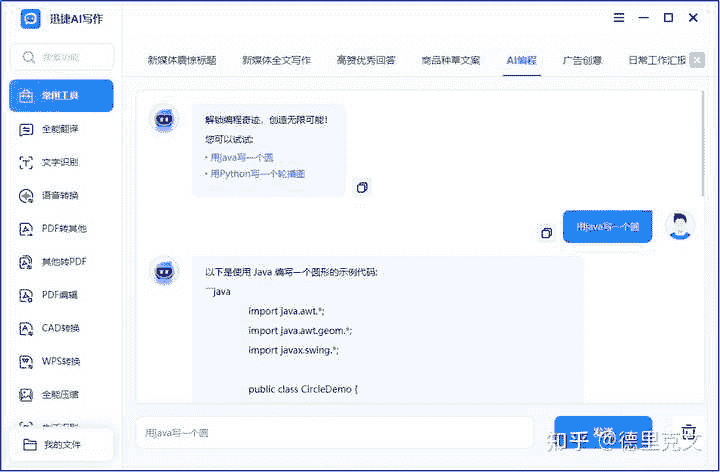 迅捷AI写作
搜索功能
新媒体震惊标题 新媒体全文写作 高赞优秀回答 商品种草文案 AI编程 广告创意 日常工作汇报
常用工具
全能翻译
文字识别
语音转换
PDF转其他
其他转PDF
PDF编辑
CAD转换
WPS转换
全能压缩
我的文件
解锁编程奇迹，创造无限可能！
您可以试试:
• 用java写一个圆
• 用Python写一个轮播图
用java写一个圆
以下是使用 Java 编写一个圆形的示例代码:
```java
import java.awt.*;
import java.awt.geom.*;
import javax.swing.*;
public class CircleDemo {
用java写一个圆
发送
知乎 @德里克文